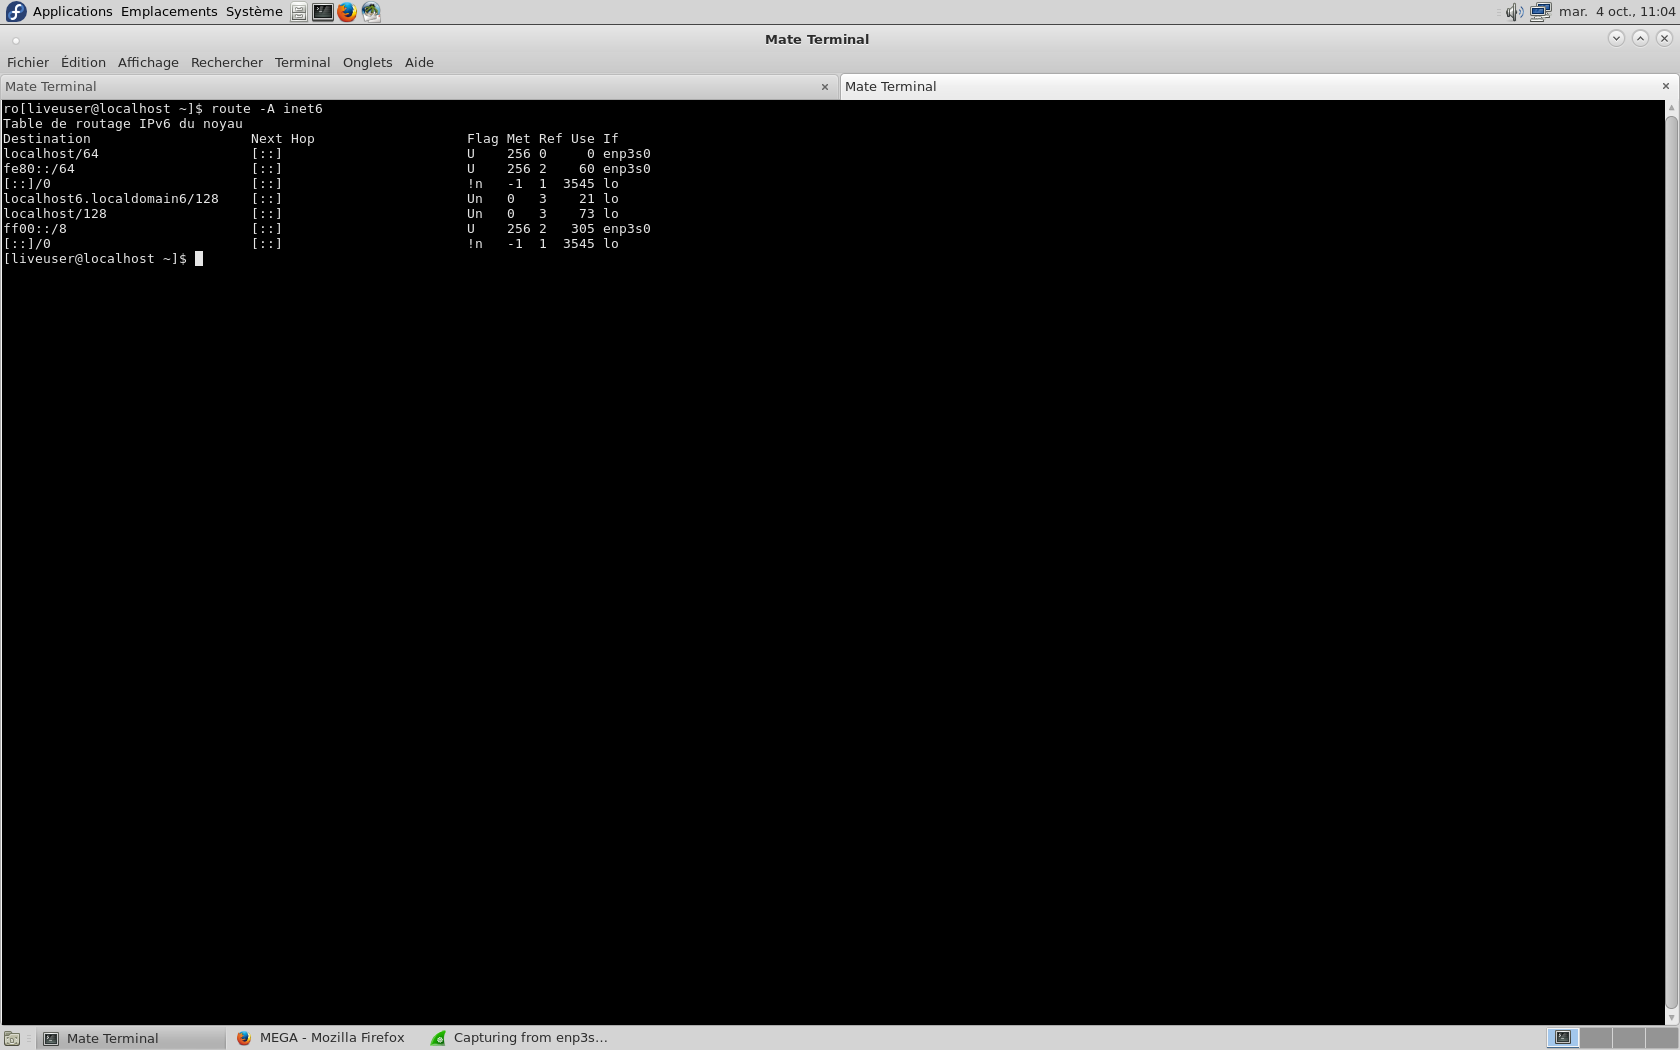 Applications Emplacements Système mar. 4 oct., 11:04
Mate Terminal
Fichier Édition Affichage Rechercher Terminal Onglets Aide
Mate Terminal Mate Terminal
ro[liveuser@localhost ~]$ route -A inet6
Table de routage IPv6 du noyau
Destination                    Next Hop                   Flag Met Ref Use If
localhost/64                   [::]                       U    256 0     0 enp3s0
fe80::/64                      [::]                       U    256 2    60 enp3s0
[::]/0                         [::]                       !n   -1  1  3545 lo
localhost6.localdomain6/128    [::]                       Un   0   3    21 lo
localhost/128                  [::]                       Un   0   3    73 lo
ff00::/8                       [::]                       U    256 2   305 enp3s0
[::]/0                         [::]                       !n   -1  1  3545 lo
[liveuser@localhost ~]$
Mate Terminal MEGA - Mozilla Firefox Capturing from enp3s...